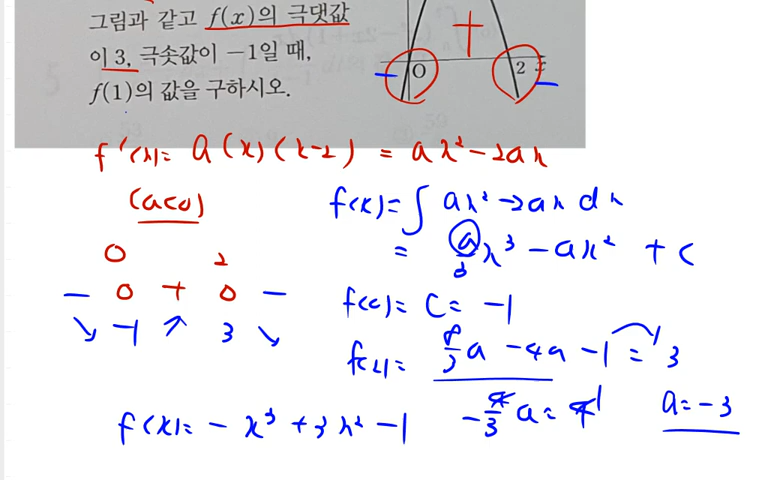 그림과 같고 f(x)의 극댓값
이 3, 극솟값이 −1일 때,
f(1)의 값을 구하시오.
O 2 x
+
− −
f'(x)= a(x)(x-2) = ax²-2ax
(a<0)
f(x)= ∫ ax²-2ax dx
= a/3 x³ - ax² + C
0 2
− 0 + 0 −
↘ -1 ↗ 3 ↘
f(0)= C = -1
f(2)= 8/3 a - 4a - 1 = 3
-4/3 a = 4 1
a = -3
f(x)= -x³+3x²-1